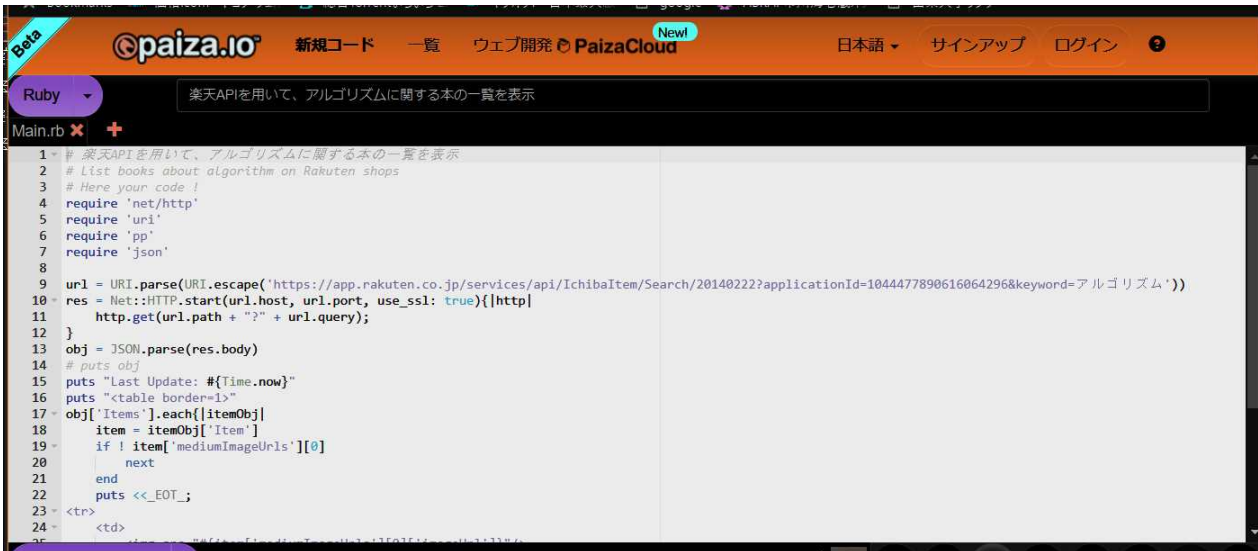 Beta
paiza.IO 新規コード 一覧 ウェブ開発 PaizaCloud New! 日本語 サインアップ ログイン
Ruby 楽天APIを用いて、アルゴリズムに関する本の一覧を表示
Main.rb
1 # 楽天APIを用いて、アルゴリズムに関する本の一覧を表示
2 # List books about algorithm on Rakuten shops
3 # Here your code !
4 require 'net/http'
5 require 'uri'
6 require 'pp'
7 require 'json'
8
9 url = URI.parse(URI.escape('https://app.rakuten.co.jp/services/api/IchibaItem/Search/20140222?applicationId=1044477890616064296&keyword=アルゴリズム'))
10 res = Net::HTTP.start(url.host, url.port, use_ssl: true){|http|
11     http.get(url.path + "?" + url.query);
12 }
13 obj = JSON.parse(res.body)
14 # puts obj
15 puts "Last Update: #{Time.now}"
16 puts "<table border=1>"
17 obj['Items'].each{|itemObj|
18     item = itemObj['Item']
19     if ! item['mediumImageUrls'][0]
20         next
21     end
22     puts <<_EOT_;
23 <tr>
24     <td>